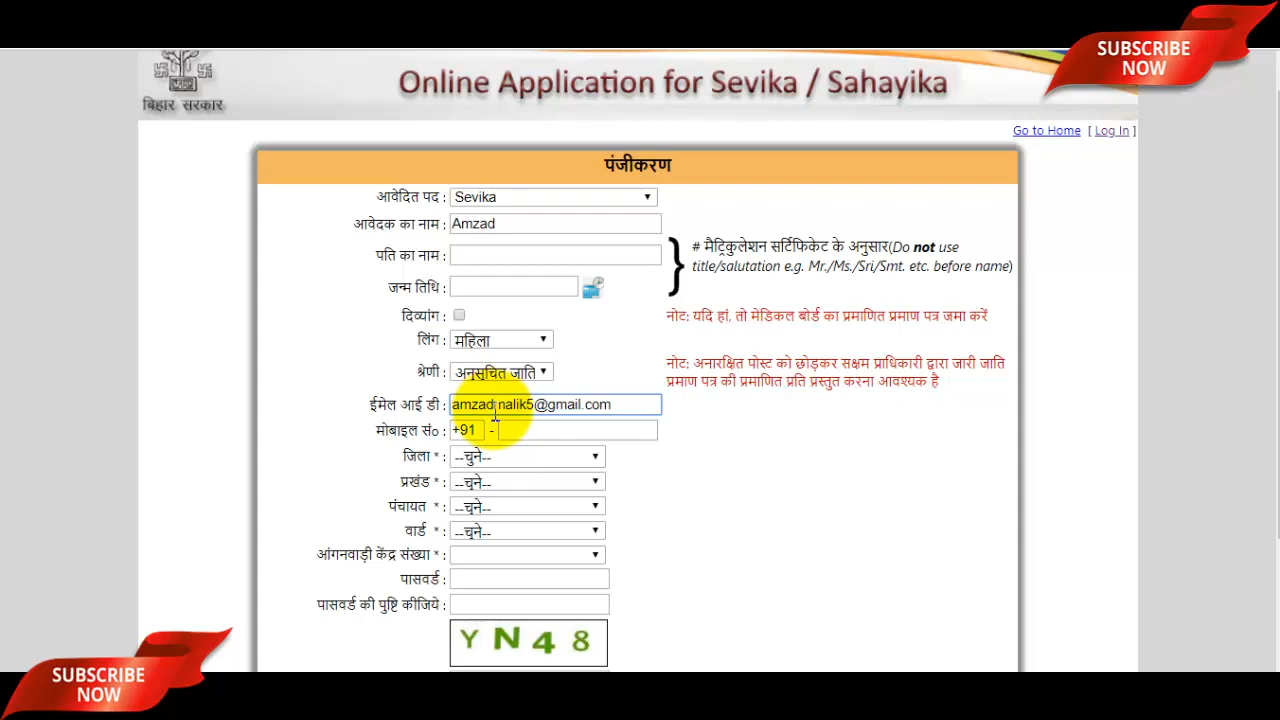 SUBSCRIBE
NOW
बिहार सरकार
Online Application for Sevika / Sahayika
Go to Home [ Log In ]
पंजीकरण
आवेदित पद : Sevika
आवेदक का नाम : Amzad
# मैट्रिकुलेशन सर्टिफिकेट के अनुसार(Do not use
title/salutation e.g. Mr./Ms./Sri/Smt. etc. before name)
पति का नाम :
जन्म तिथि :
दिव्यांग :
नोट: यदि हां, तो मेडिकल बोर्ड का प्रमाणित प्रमाण पत्र जमा करें
लिंग : महिला
श्रेणी : अनुसूचित जाति
नोट: अनारक्षित पोस्ट को छोड़कर सक्षम प्राधिकारी द्वारा जारी जाति
प्रमाण पत्र की प्रमाणित प्रति प्रस्तुत करना आवश्यक है
ईमेल आई डी : amzad.nalik5@gmail.com
मोबाइल सं० : +91 -
जिला * : --चुने--
प्रखंड * : --चुने--
पंचायत * : --चुने--
वार्ड * : --चुने--
आंगनवाड़ी केंद्र संख्या * :
पासवर्ड :
पासवर्ड की पुष्टि कीजिये :
Y N 4 8
SUBSCRIBE
NOW